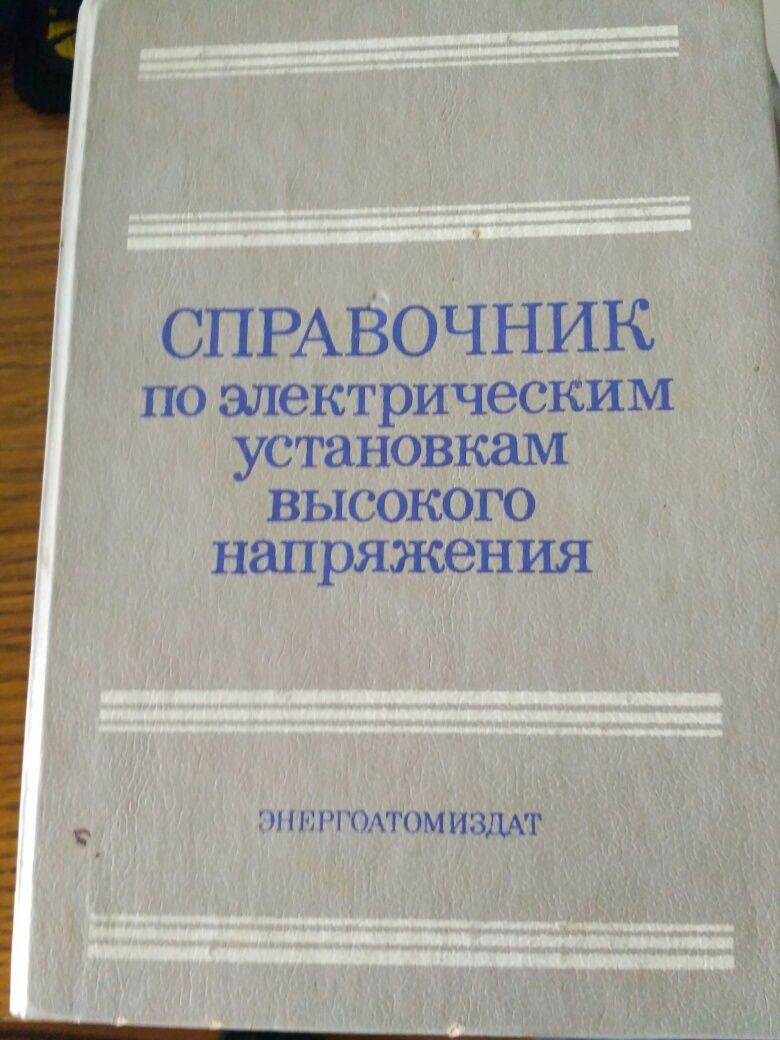 СПРАВОЧНИК
по электрическим
установкам
высокого
напряжения
ЭНЕРГОАТОМИЗДАТ